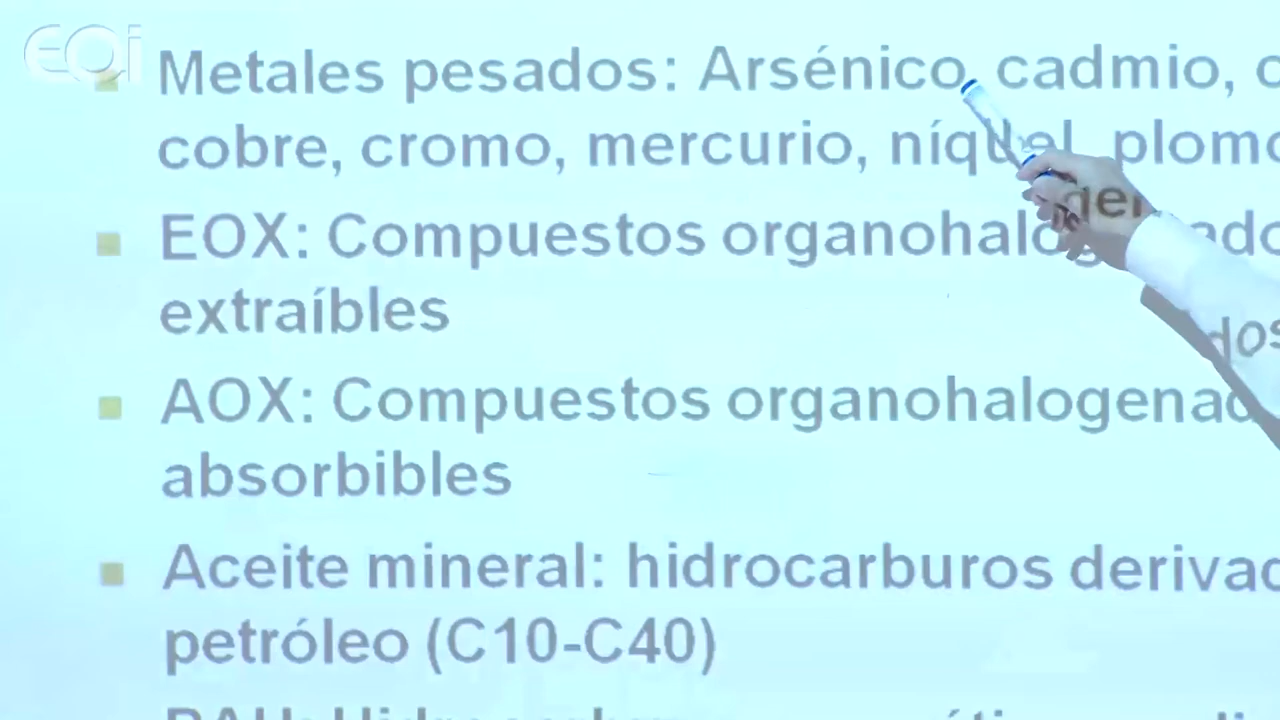 EOi
Metales pesados: Arsénico, cadmio,
cobre, cromo, mercurio, níquel, plomo
EOX: Compuestos organohalogenado
extraíbles
AOX: Compuestos organohalogenad
absorbibles
Aceite mineral: hidrocarburos derivad
petróleo (C10-C40)